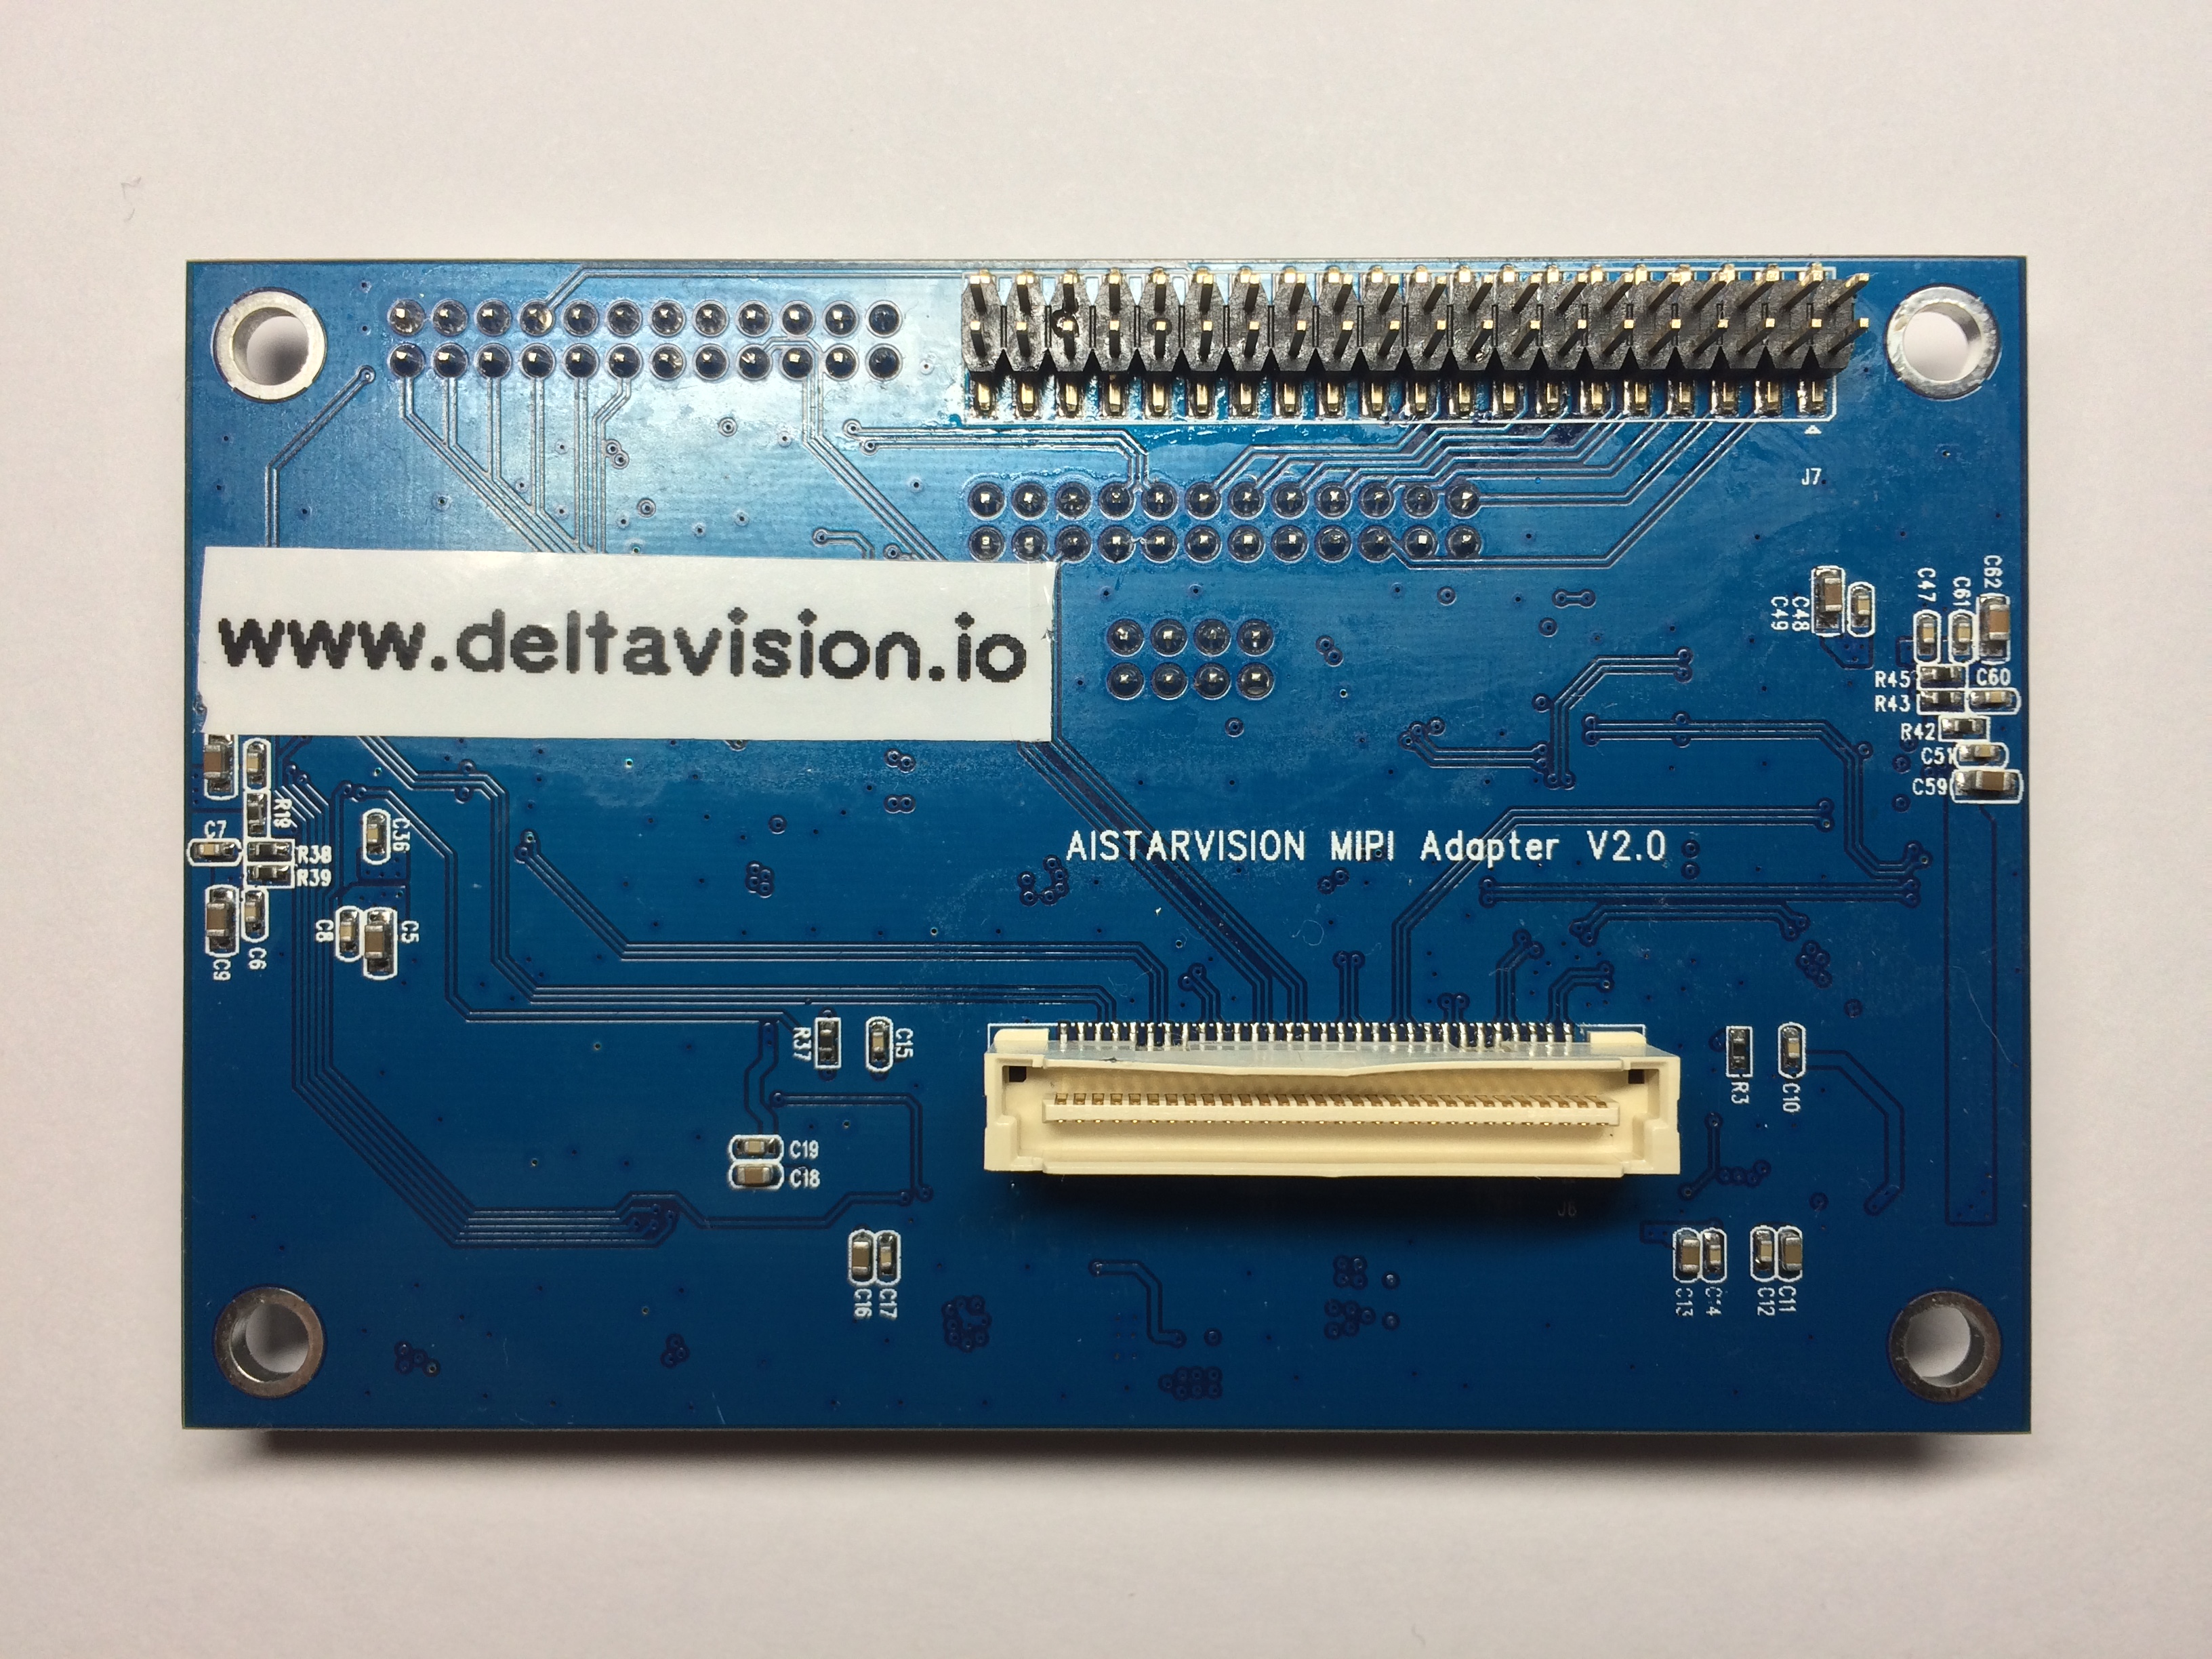 www.deltavision.io
AISTARVISION MIPI Adapter V2.0
C9
C7
C6
R19
R39
R38
C8
C5
C36
C18
C19
R37
C16
C17
C15
J6
C13
C14
R3
C12
C11
C10
C49
C48
J7
R45
R43
R42
C51
C59
C47
C61
C60
C62